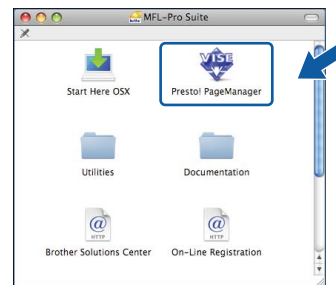 MFL-Pro Suite
VISE
Start Here OSX
Presto! PageManager
Utilities
Documentation
@
HTTP
@
HTTP
Brother Solutions Center
On-Line Registration